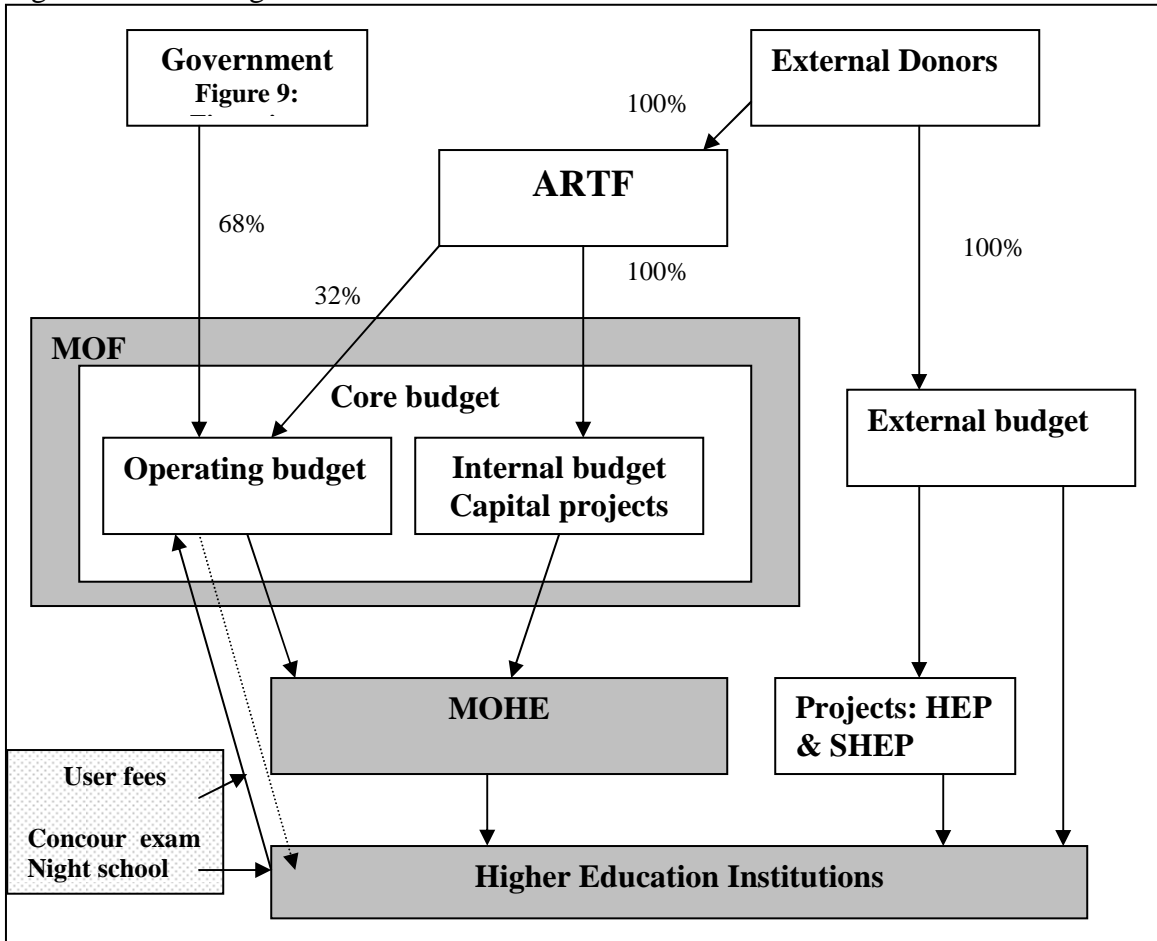 Government
Figure 9:
External Donors
100%
ARTF
68%
100%
100%
32%
MOF
Core budget
External budget
Operating budget
Internal budget
Capital projects
MOHE
Projects: HEP
& SHEP
User fees
Concour exam
Night school
Higher Education Institutions